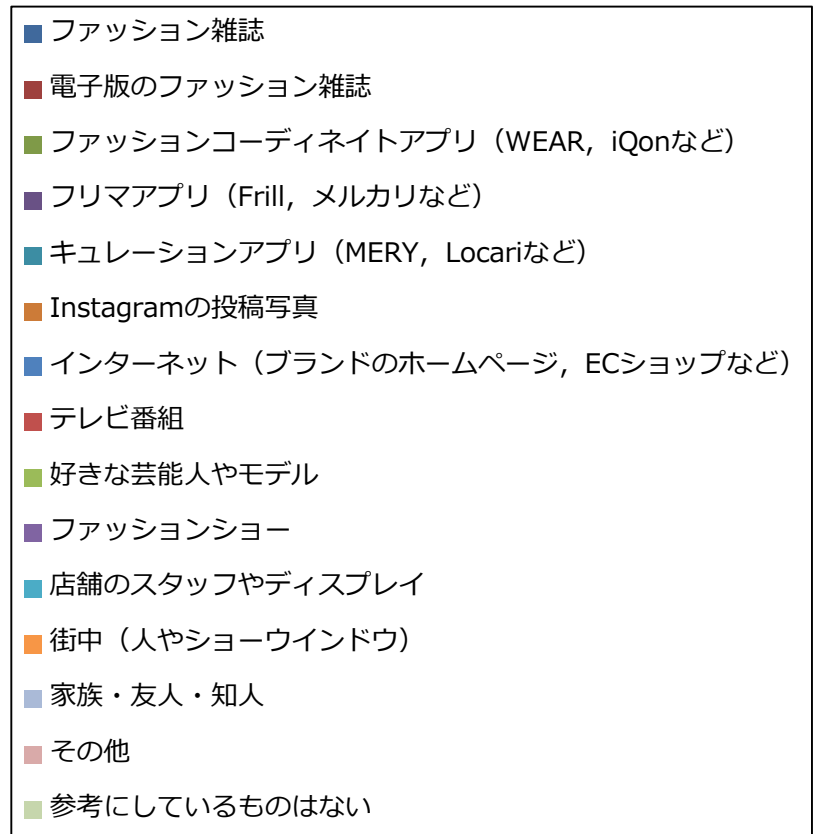 ファッション雑誌
電子版のファッション雑誌
ファッションコーディネイトアプリ（WEAR，iQonなど）
フリマアプリ（Frill，メルカリなど）
キュレーションアプリ（MERY，Locariなど）
Instagramの投稿写真
インターネット（ブランドのホームページ，ECショップなど）
テレビ番組
好きな芸能人やモデル
ファッションショー
店舗のスタッフやディスプレイ
街中（人やショーウインドウ）
家族・友人・知人
その他
参考にしているものはない